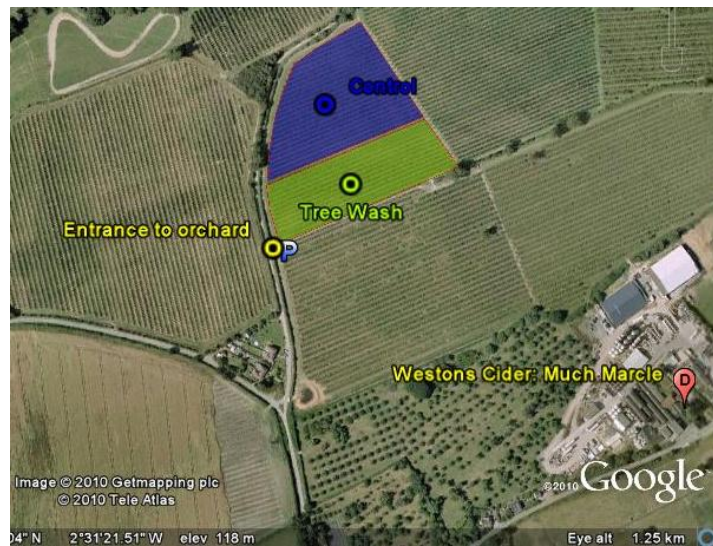 Control
Tree Wash
Entrance to orchard
P
Westons Cider: Much Marcle
D
Image © 2010 Getmapping plc
© 2010 Tele Atlas
©2010 Google
04" N 2°31'21.51" W elev 118 m Eye alt 1.25 km